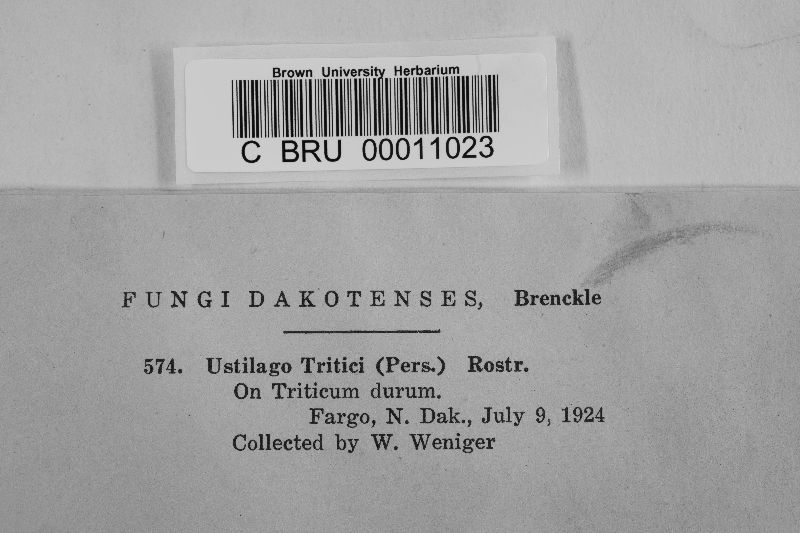 Brown University Herbarium
C BRU 00011023
FUNGI DAKOTENSES, Brenckle
574. Ustilago Tritici (Pers.) Rostr.
On Triticum durum.
Fargo, N. Dak., July 9, 1924
Collected by W. Weniger